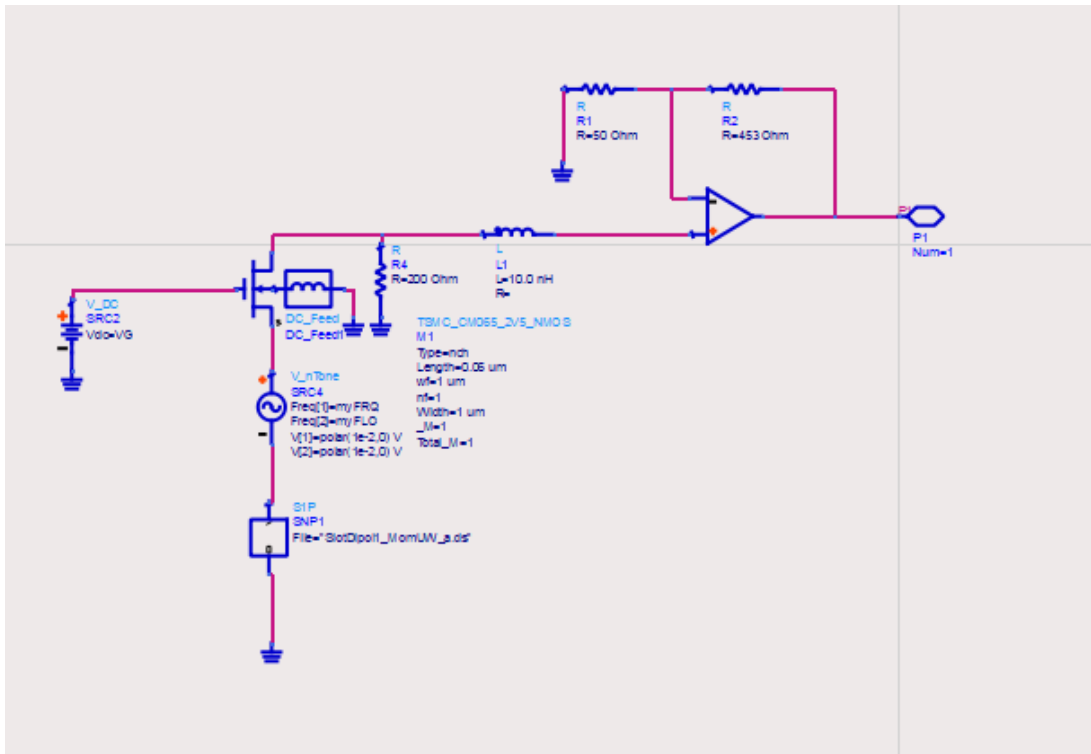 R
R1
R=50 Ohm
R
R2
R=453 Ohm
P1
Num=1
R
R4
R=200 Ohm
L
L1
L=10.0 nH
R=
V_DC
SRC2
Vdc=VG
DC_Feed
DC_Feed1
s
TSMC_CM065_2V5_NMOS
M1
Type=nch
Length=0.06 um
wf=1 um
nf=1
Width=1 um
_M=1
Total_M=1
V_nTone
SRC4
Freq[1]=myFRQ
Freq[2]=myFLO
V[1]=polar(1e-2,0) V
V[2]=polar(1e-2,0) V
S1P
SNP1
File="SlotDipol1_MomUW_a.ds"